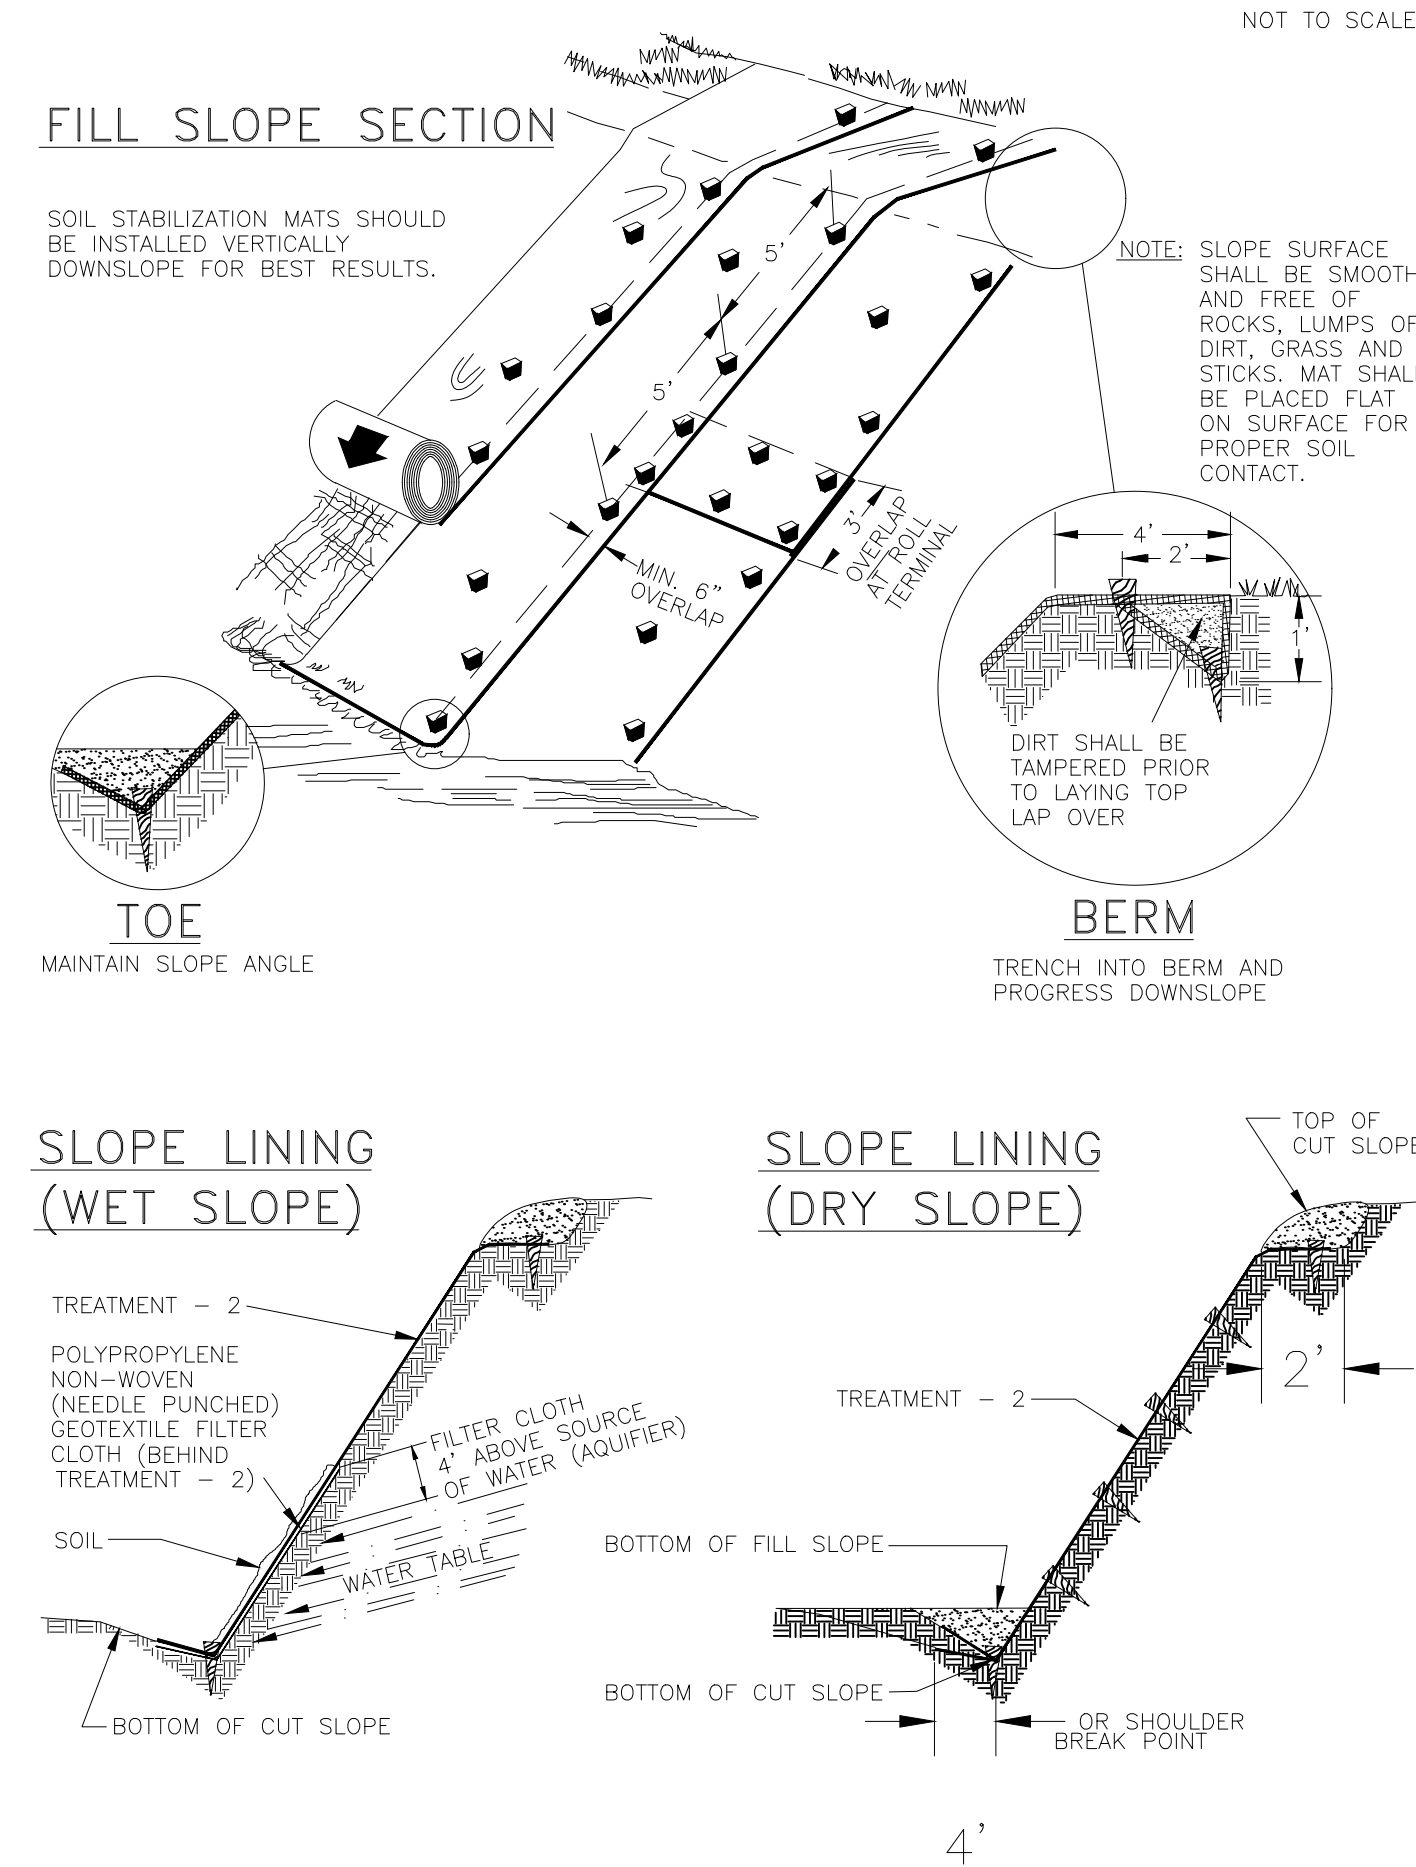 NOT TO SCALE
FILL SLOPE SECTION
SOIL STABILIZATION MATS SHOULD
BE INSTALLED VERTICALLY
DOWNSLOPE FOR BEST RESULTS.
5'
5'
NOTE: SLOPE SURFACE
SHALL BE SMOOTH
AND FREE OF
ROCKS, LUMPS OF
DIRT, GRASS AND
STICKS. MAT SHALL
BE PLACED FLAT
ON SURFACE FOR
PROPER SOIL
CONTACT.
3'
OVERLAP
AT ROLL
TERMINAL
MIN. 6"
OVERLAP
4'
2'
1'
DIRT SHALL BE
TAMPERED PRIOR
TO LAYING TOP
LAP OVER
TOE
MAINTAIN SLOPE ANGLE
BERM
TRENCH INTO BERM AND
PROGRESS DOWNSLOPE
SLOPE LINING
(WET SLOPE)
TREATMENT - 2
POLYPROPYLENE
NON-WOVEN
(NEEDLE PUNCHED)
GEOTEXTILE FILTER
CLOTH (BEHIND
TREATMENT - 2)
FILTER CLOTH
4' ABOVE SOURCE
OF WATER (AQUIFIER)
SOIL
WATER TABLE
BOTTOM OF CUT SLOPE
SLOPE LINING
(DRY SLOPE)
TOP OF
CUT SLOPE
2'
TREATMENT - 2
BOTTOM OF FILL SLOPE
BOTTOM OF CUT SLOPE
OR SHOULDER
BREAK POINT
4'